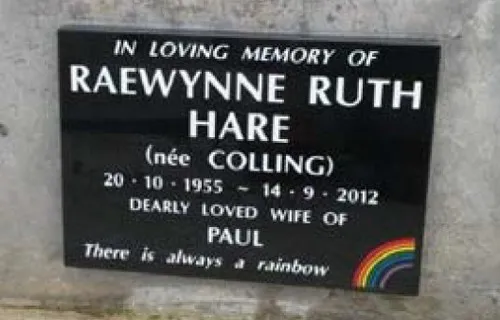 IN LOVING MEMORY OF
RAEWYNNE RUTH
HARE
(née COLLING)
20 · 10 · 1955 ~ 14 · 9 · 2012
DEARLY LOVED WIFE OF
PAUL
There is always a rainbow